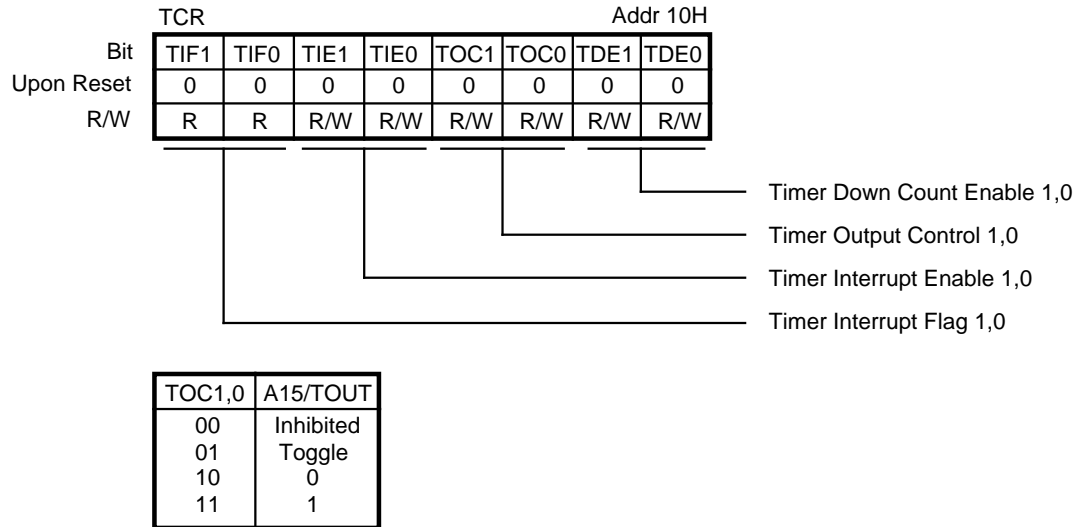 TCR Addr 10H
Bit TIF1 TIF0 TIE1 TIE0 TOC1 TOC0 TDE1 TDE0
Upon Reset 0 0 0 0 0 0 0 0
R/W R R R/W R/W R/W R/W R/W R/W
Timer Down Count Enable 1,0
Timer Output Control 1,0
Timer Interrupt Enable 1,0
Timer Interrupt Flag 1,0
TOC1,0 A15/TOUT
00 Inhibited
01 Toggle
10 0
11 1